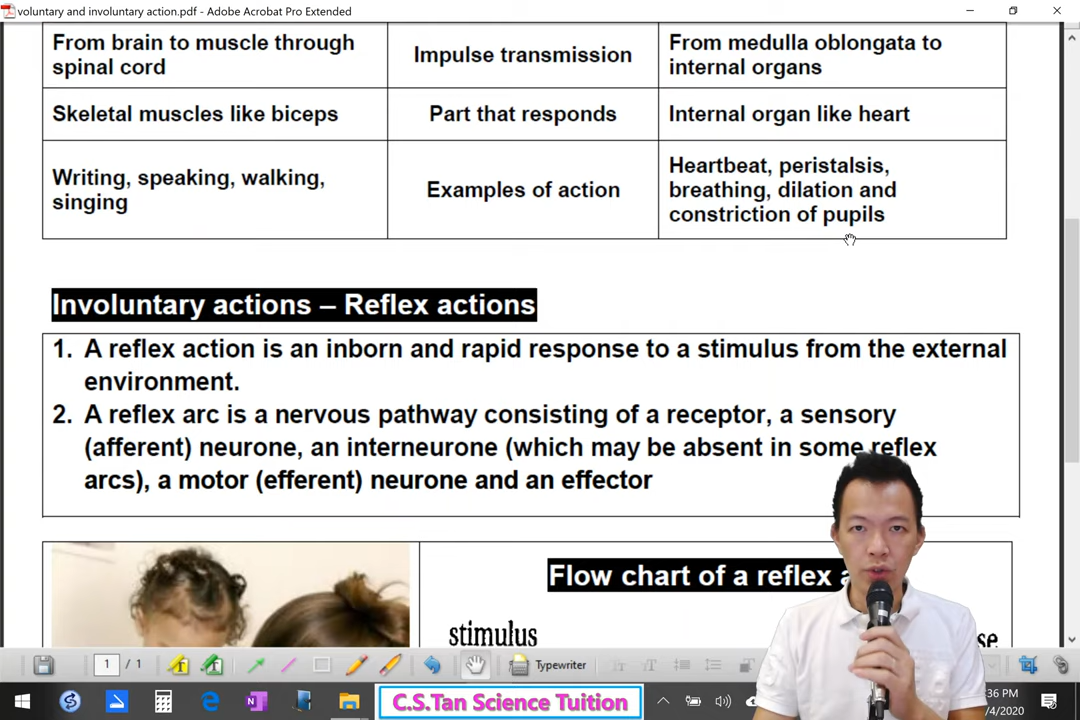 voluntary and involuntary action.pdf - Adobe Acrobat Pro Extended
From brain to muscle through
spinal cord
Impulse transmission
From medulla oblongata to
internal organs
Skeletal muscles like biceps
Part that responds
Internal organ like heart
Writing, speaking, walking,
singing
Examples of action
Heartbeat, peristalsis,
breathing, dilation and
constriction of pupils
Involuntary actions – Reflex actions
1. A reflex action is an inborn and rapid response to a stimulus from the external
environment.
2. A reflex arc is a nervous pathway consisting of a receptor, a sensory
(afferent) neurone, an interneurone (which may be absent in some reflex
arcs), a motor (efferent) neurone and an effector
Flow chart of a reflex a
stimulus
se
1 / 1
Typewriter
C.S.Tan Science Tuition
:36 PM
/4/2020